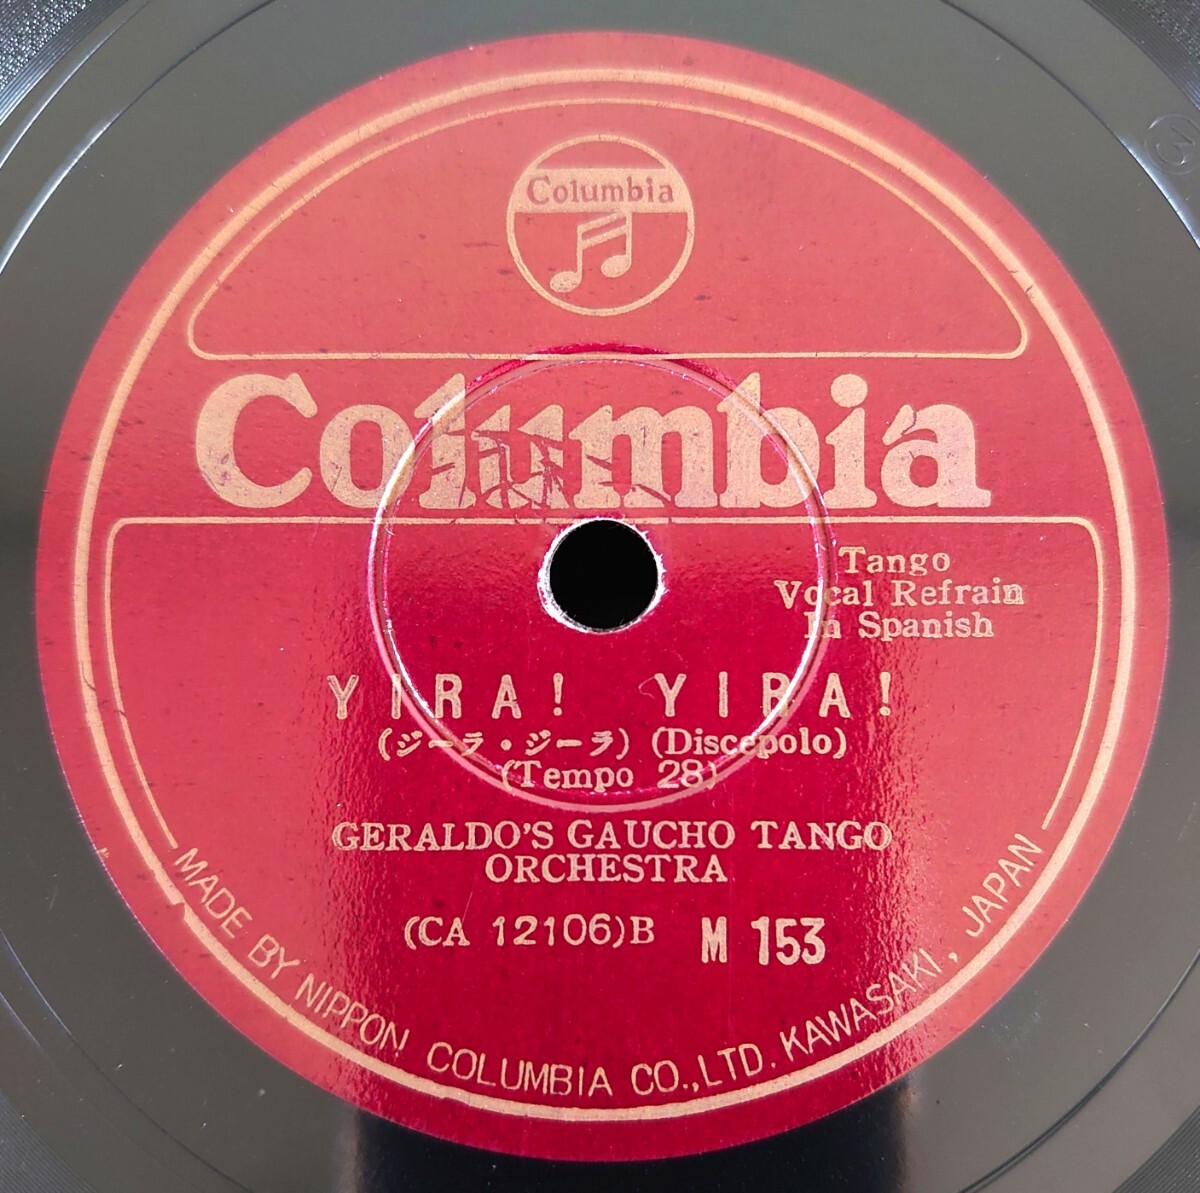 Columbia
Columbia
Tango
Vocal Refrain
In Spanish
YIRA! YIRA!
(ジーラ・ジーラ) (Discepolo)
(Tempo 28)
GERALDO'S GAUCHO TANGO
ORCHESTRA
(CA 12106)B M 153
MADE BY NIPPON COLUMBIA CO.,LTD. KAWASAKI, JAPAN
3